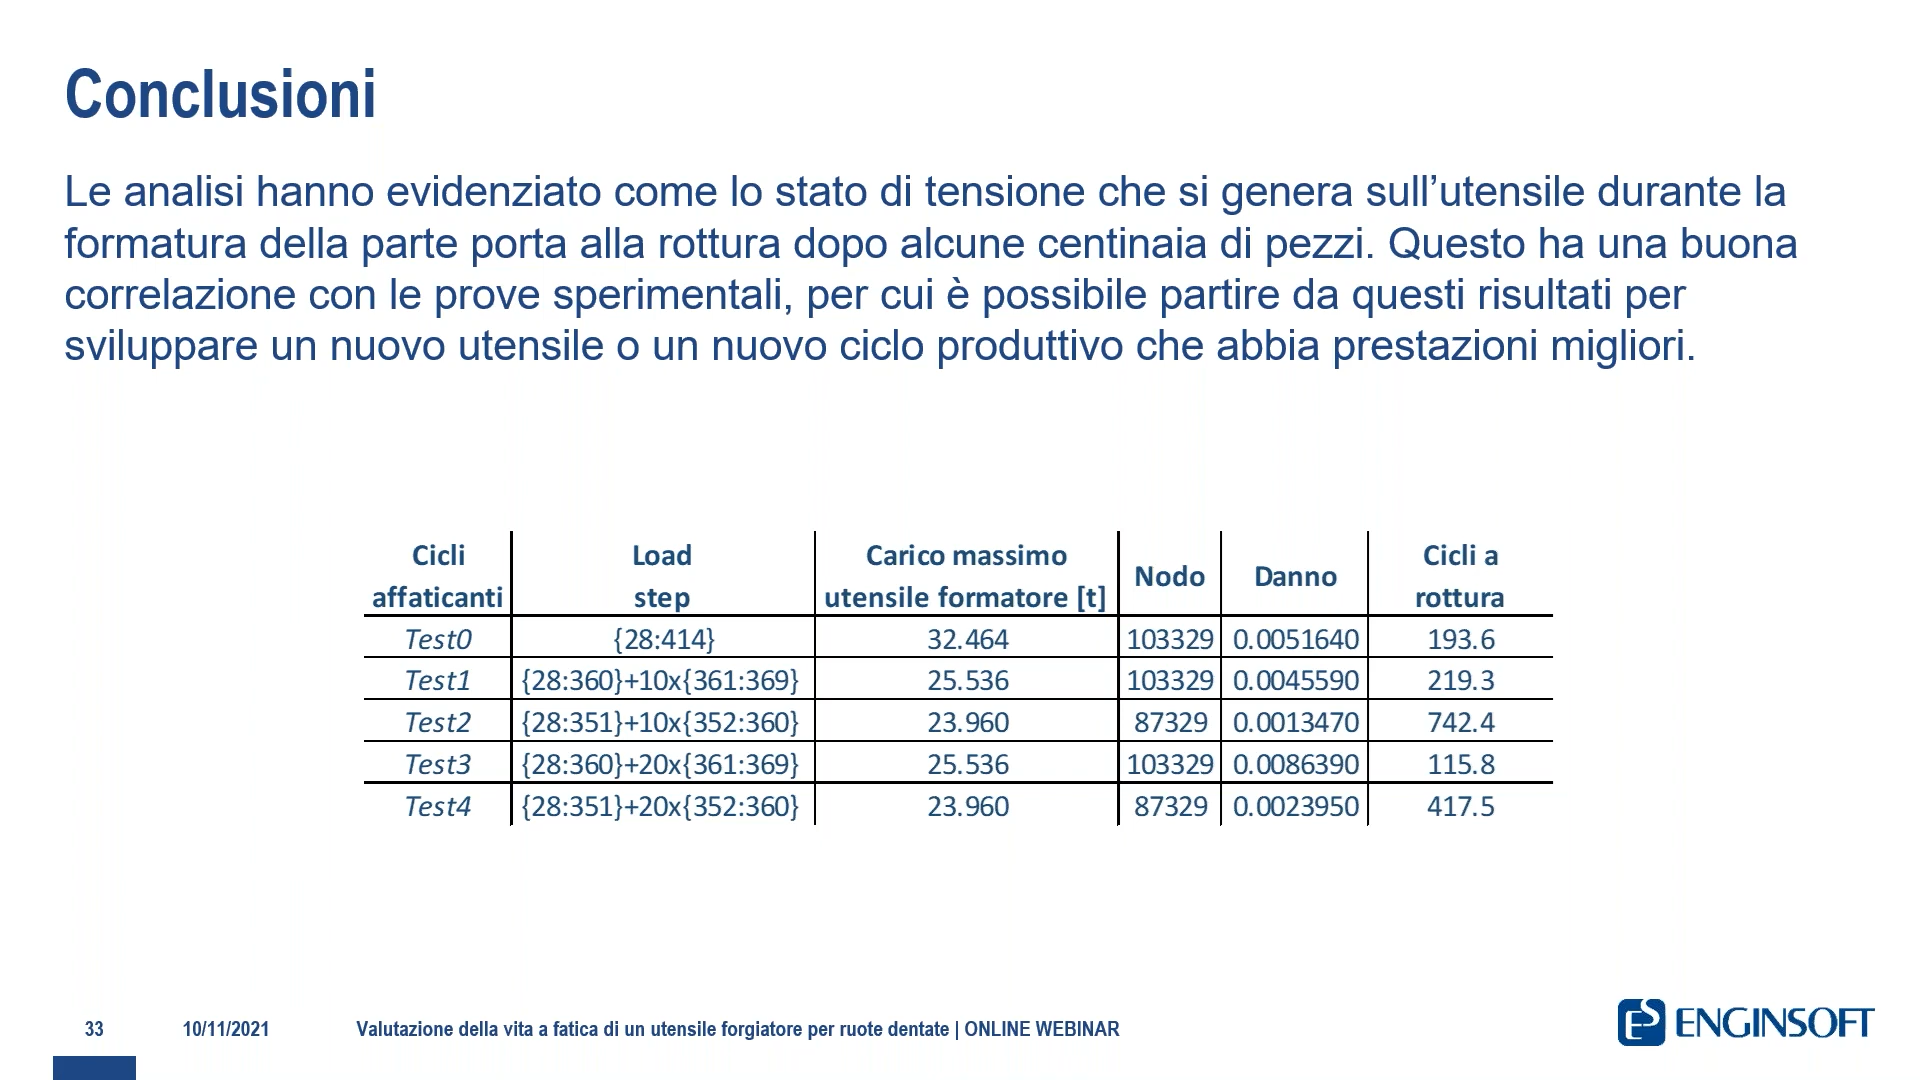 Conclusioni
Le analisi hanno evidenziato come lo stato di tensione che si genera sull’utensile durante la
formatura della parte porta alla rottura dopo alcune centinaia di pezzi. Questo ha una buona
correlazione con le prove sperimentali, per cui è possibile partire da questi risultati per
sviluppare un nuovo utensile o un nuovo ciclo produttivo che abbia prestazioni migliori.
Cicli affaticanti | Load step | Carico massimo utensile formatore [t] | Nodo | Danno | Cicli a rottura
Test0 | {28:414} | 32.464 | 103329 | 0.0051640 | 193.6
Test1 | {28:360}+10x{361:369} | 25.536 | 103329 | 0.0045590 | 219.3
Test2 | {28:351}+10x{352:360} | 23.960 | 87329 | 0.0013470 | 742.4
Test3 | {28:360}+20x{361:369} | 25.536 | 103329 | 0.0086390 | 115.8
Test4 | {28:351}+20x{352:360} | 23.960 | 87329 | 0.0023950 | 417.5
33 10/11/2021 Valutazione della vita a fatica di un utensile forgiatore per ruote dentate | ONLINE WEBINAR
ES ENGINSOFT